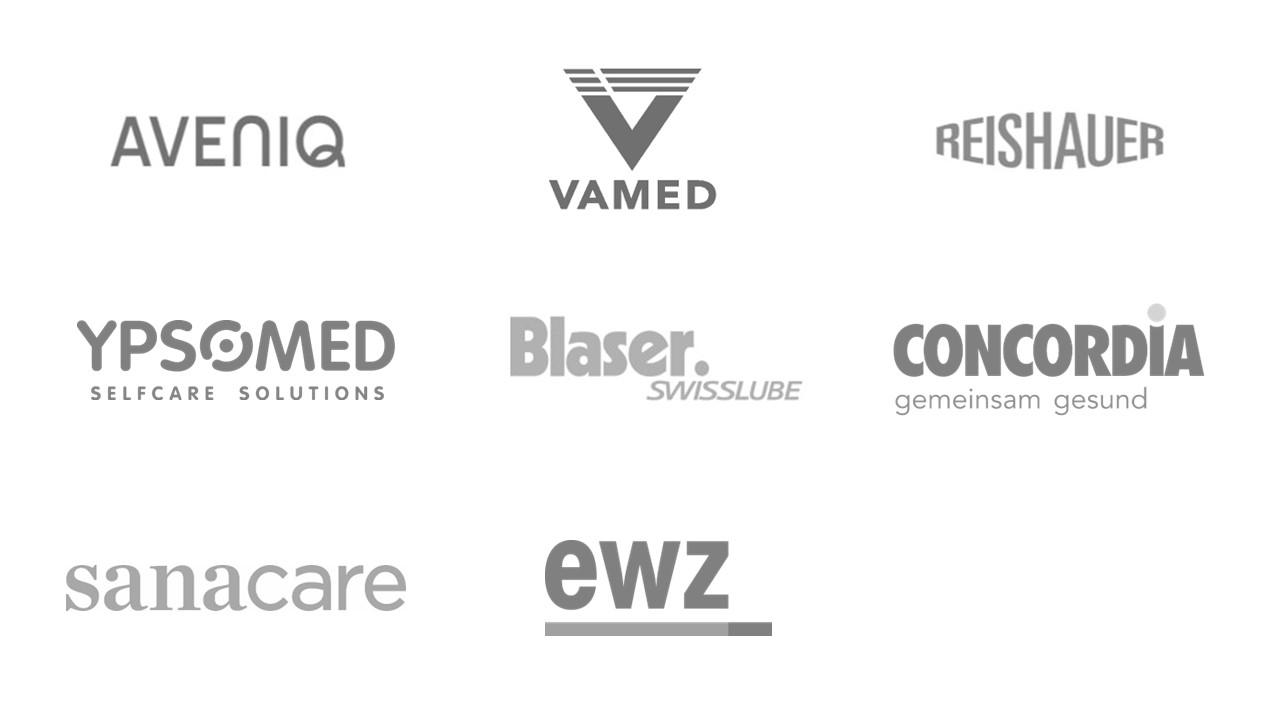 AVENIQ
VAMED
REISHAUER
YPSOMED
SELFCARE SOLUTIONS
Blaser.
SWISSLUBE
CONCORDIA
gemeinsam gesund
sanacare
ewz